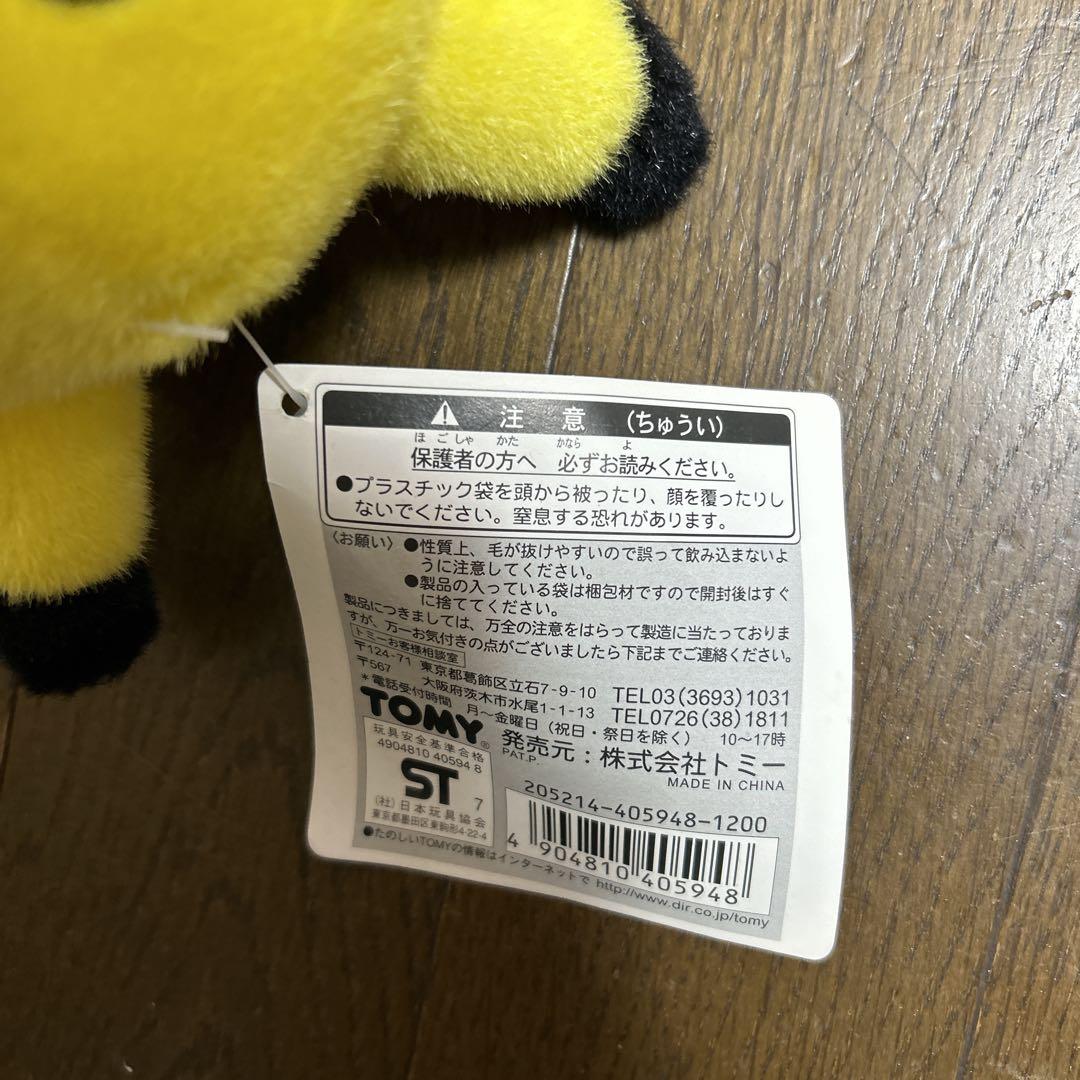 注意 (ちゅうい)
ほごしゃ かた かなら よ
保護者の方へ 必ずお読みください。
●プラスチック袋を頭から被ったり、顔を覆ったりし
ないでください。窒息する恐れがあります。
〈お願い〉●性質上、毛が抜けやすいので誤って飲み込まないよ
うに注意してください。
●製品の入っている袋は梱包材ですので開封後はすぐ
に捨ててください。
製品につきましては、万全の注意をはらって製造に当たっておりま
すが、万一お気付きの点がございましたら下記までご連絡ください。
トミーお客様相談室
〒124-71 東京都葛飾区立石7-9-10 TEL03(3693)1031
〒567 大阪府茨木市水尾1-1-13 TEL0726(38)1811
*電話受付時間 月～金曜日(祝日・祭日を除く) 10～17時
TOMY®
発売元：株式会社トミー
PAT.P. MADE IN CHINA
玩具安全基準合格
4904810 40594 8
ST 7
(社)日本玩具協会
東京都墨田区東駒形4-22-4
205214-405948-1200
4 904810 405948
●たのしいTOMYの情報はインターネットで http://www.dir.co.jp/tomy